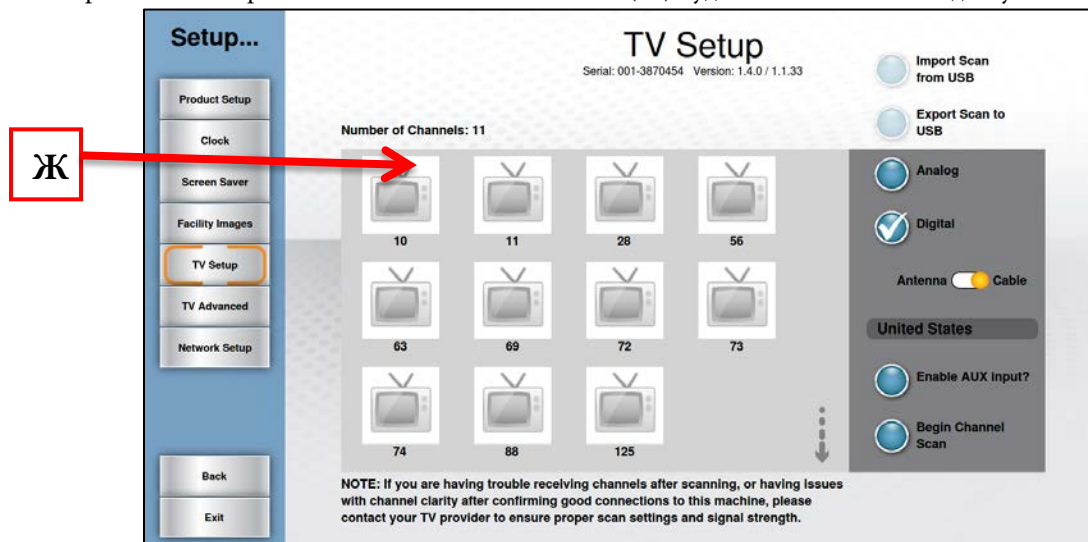 Setup...
TV Setup
Serial: 001-3870454 Version: 1.4.0 / 1.1.33
Import Scan
from USB
Export Scan to
USB
Product Setup
Clock
Screen Saver
Facility Images
TV Setup
TV Advanced
Network Setup
Back
Exit
Ж
Number of Channels: 11
10 11 28 56
63 69 72 73
74 88 125
Analog
Digital
Antenna Cable
United States
Enable AUX Input?
Begin Channel
Scan
NOTE: If you are having trouble receiving channels after scanning, or having issues
with channel clarity after confirming good connections to this machine, please
contact your TV provider to ensure proper scan settings and signal strength.